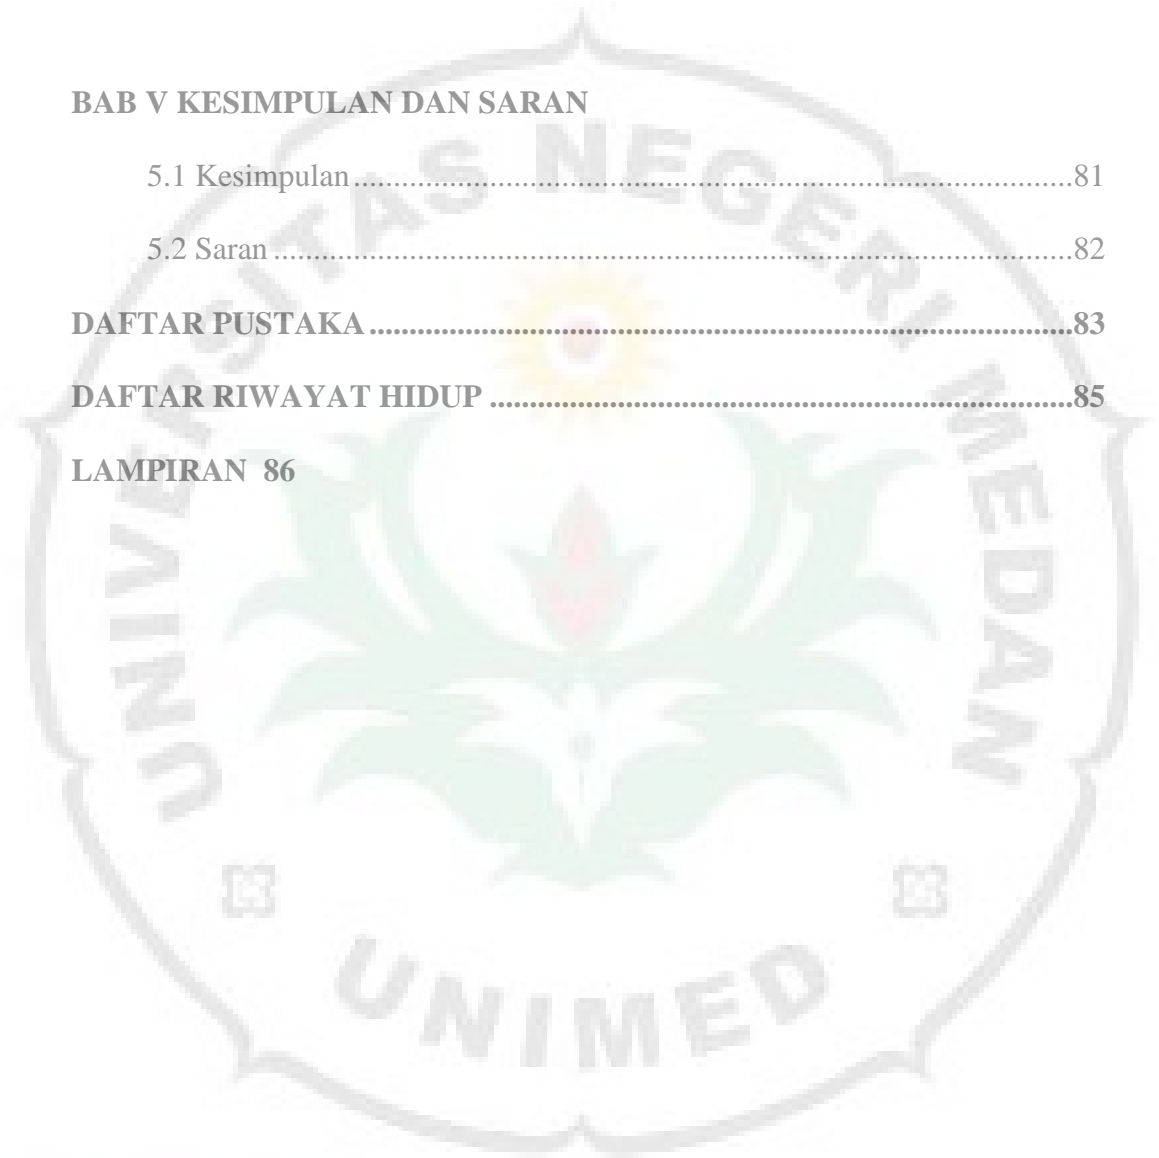 BAB V KESIMPULAN DAN SARAN
5.1 Kesimpulan..........................................................................................81
5.2 Saran ....................................................................................................82
DAFTAR PUSTAKA........................................................................................83
DAFTAR RIWAYAT HIDUP .........................................................................85
LAMPIRAN 86
UNIVERSITAS NEGERI MEDAN
UNIMED